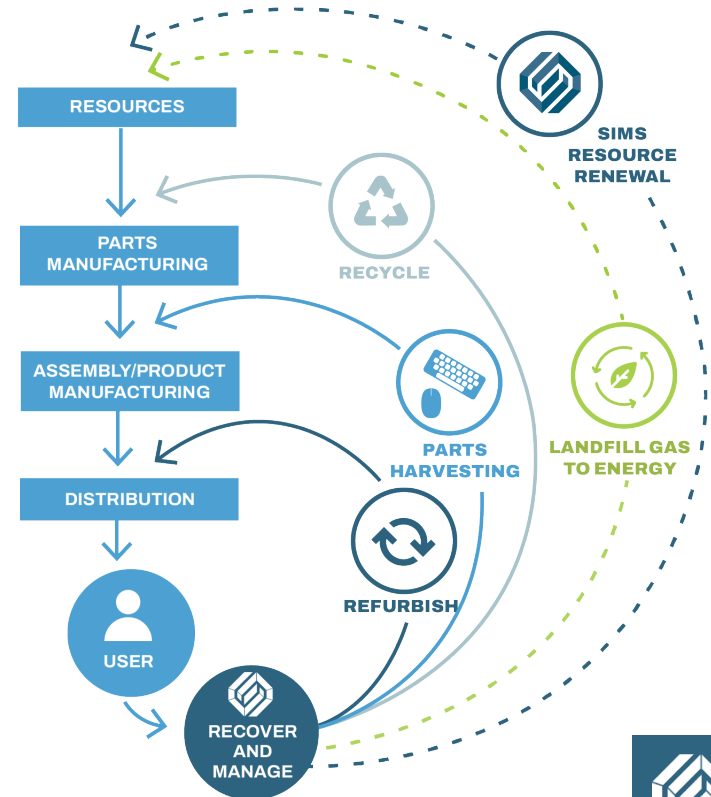 RESOURCES
PARTS
MANUFACTURING
ASSEMBLY/PRODUCT
MANUFACTURING
DISTRIBUTION
USER
RECOVER
AND
MANAGE
REFURBISH
PARTS
HARVESTING
RECYCLE
LANDFILL GAS
TO ENERGY
SIMS
RESOURCE
RENEWAL